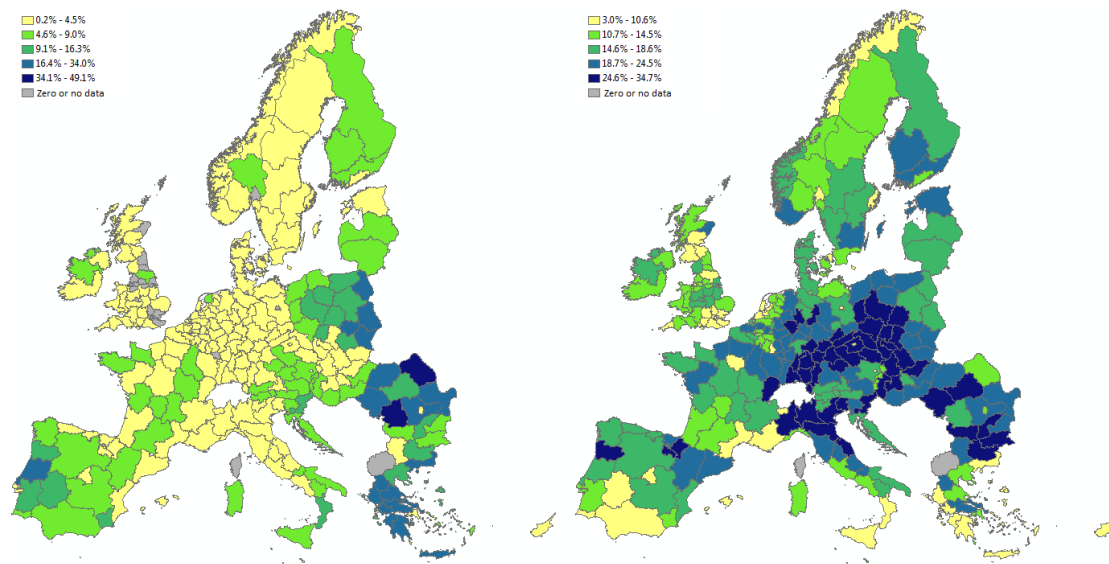 0.2% - 4.5%
4.6% - 9.0%
9.1% - 16.3%
16.4% - 34.0%
34.1% - 49.1%
Zero or no data
3.0% - 10.6%
10.7% - 14.5%
14.6% - 18.6%
18.7% - 24.5%
24.6% - 34.7%
Zero or no data